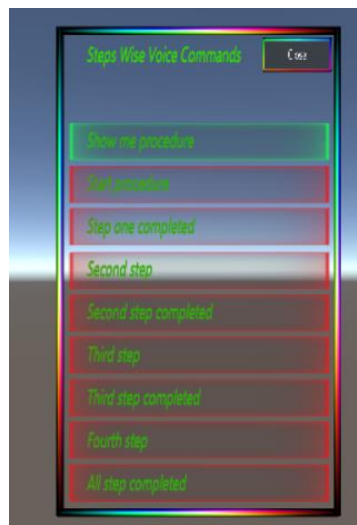 Steps Wise Voice Commands
Close
Show me procedure
Start procedure
Step one completed
Second step
Second step completed
Third step
Third step completed
Fourth step
All step completed